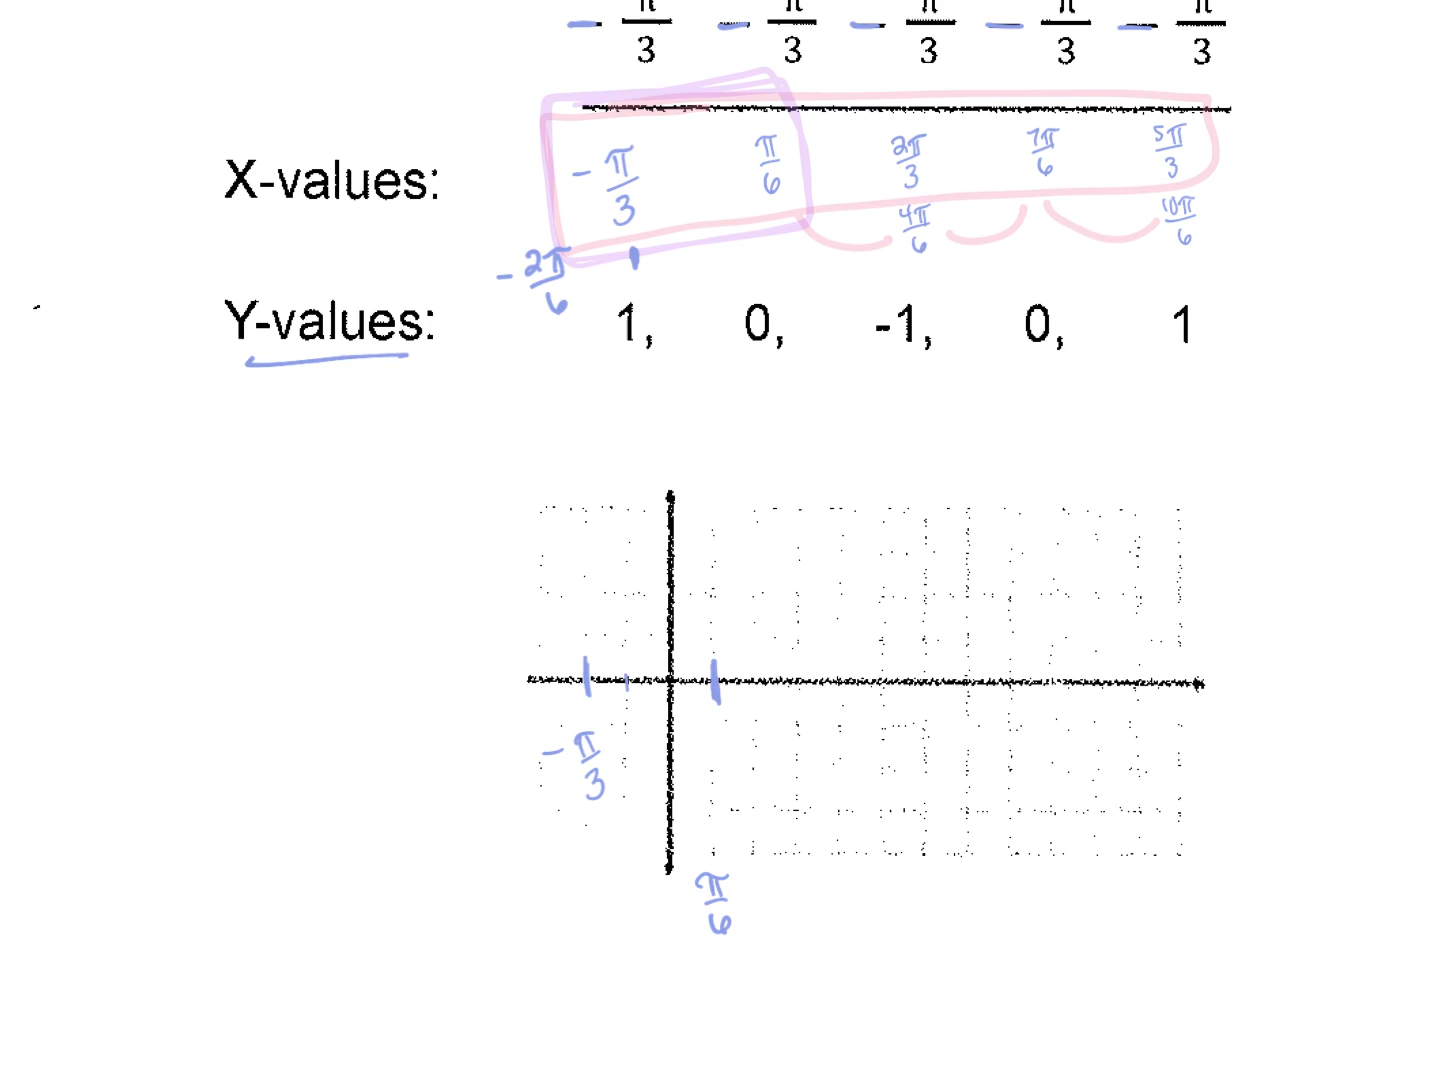 - π/3 - π/3 - π/3 - π/3 - π/3
X-values: -π/3 π/6 2π/3 7π/6 5π/3
-2π/6 4π/6 10π/6
Y-values: 1, 0, -1, 0, 1
-π/3
π/6